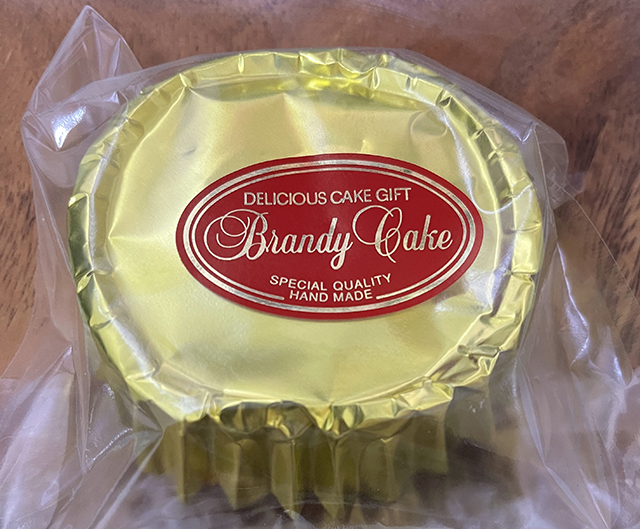 DELICIOUS CAKE GIFT
Brandy Cake
SPECIAL QUALITY
HAND MADE